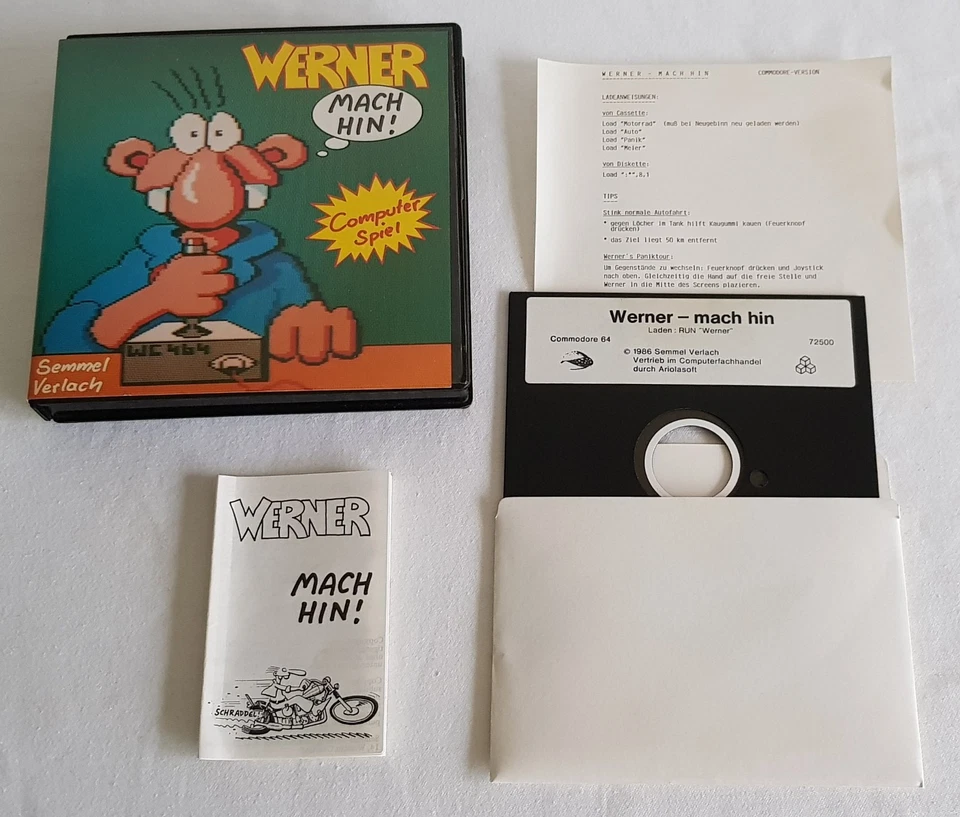 WERNER
MACH
HIN!
Computer
Spiel
WC 464
Semmel
Verlach
WERNER - MACH HIN COMMODORE-VERSION
LADEANWEISUNGEN:
von Cassette:
Load "Motorrad" (muß bei Neugebinn neu geladen werden)
Load "Auto"
Load "Panik"
Load "Meier"
von Diskette:
Load ":*",8,1
TIPS
Stink normale Autofahrt:
* gegen Löcher im Tank hilft Kaugummi kauen (Feuerknopf
drücken)
* das Ziel liegt 50 km entfernt
Werner's Paniktour:
Um Gegenstände zu wechseln: Feuerknopf drücken und Joystick
nach oben. Gleichzeitig die Hand auf die freie Stelle und
Werner in die Mitte des Screens plazieren.
Werner – mach hin
Laden : RUN "Werner"
Commodore 64
72500
© 1986 Semmel Verlach
Vertrieb im Computerfachhandel
durch Ariolasoft
WERNER
MACH
HIN!
SCHRADDEL